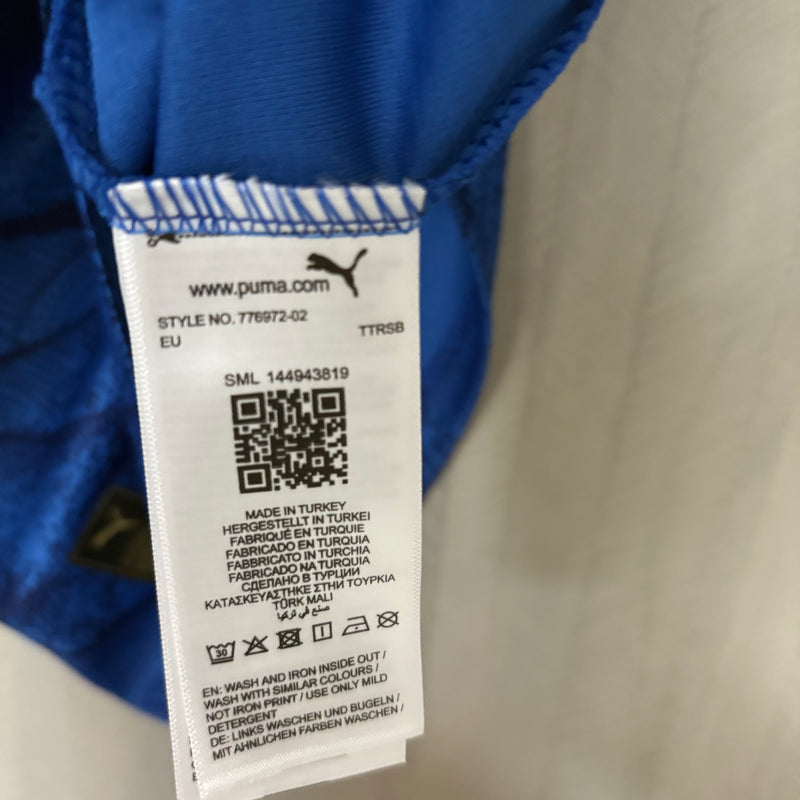 www.puma.com
STYLE NO. 776972-02
EU TTRSB
SML 144943819
MADE IN TURKEY
HERGESTELLT IN TÜRKEI
FABRIQUÉ EN TURQUIE
FABRICADO EN TURQUIA
FABBRICATO IN TURCHIA
FABRICADO NA TURQUIA
СДЕЛАНО В ТУРЦИИ
ΚΑΤΑΣΚΕΥΑΣΤΗΚΕ ΣΤΗΝ ΤΟΥΡΚΙΑ
TÜRK MALI
صنع في تركيا
30
EN: WASH AND IRON INSIDE OUT /
WASH WITH SIMILAR COLOURS /
NOT IRON PRINT / USE ONLY MILD
DETERGENT
DE: LINKS WASCHEN UND BUGELN /
MIT AHNLICHEN FARBEN WASCHEN /